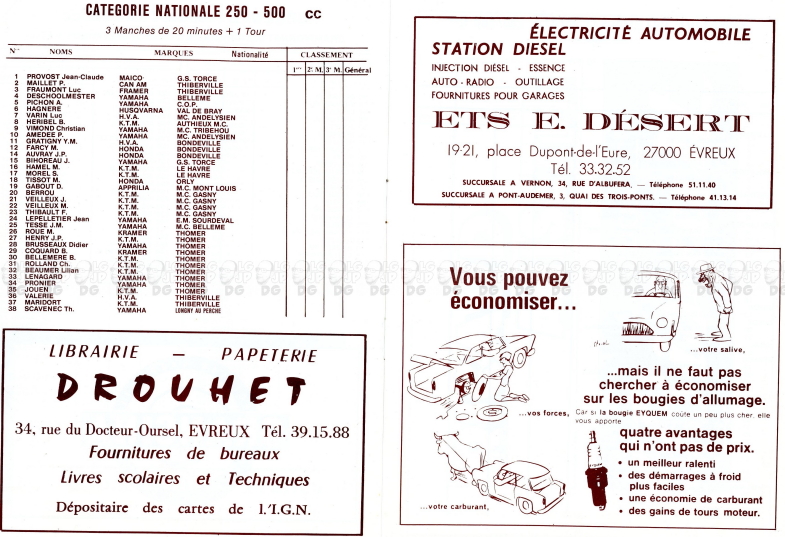 CATEGORIE NATIONALE 250 - 500 CC
3 Manches de 20 minutes + 1 Tour
N° NOMS MARQUES Nationalité CLASSEMENT
1re M. 2e M. 3e M. Général
1 PROVOST Jean-Claude MAICO G.S. TORCE
2 MAILLET P. CAN AM THIBERVILLE
3 FRAUMONT Luc FRAMER THIBERVILLE
4 DESCHOOLMESTER YAMAHA BELLEME
5 PICHON A. YAMAHA C.O.P.
6 HAGNERE HUSQVARNA VAL DE BRAY
7 VARIN Luc H.V.A. MC. ANDELYSIEN
8 HERIBEL B. K.T.M. AUTHIEUX M.C.
9 VIMOND Christian YAMAHA M.C. TRIBEHOU
10 AMEDEE P. YAMAHA MC. ANDELYSIEN
11 GRATIGNY Y.M. H.V.A. BONDEVILLE
12 FARCY M. HONDA BONDEVILLE
14 AUVRAY J.P. HONDA BONDEVILLE
15 BIHOREAU J. YAMAHA G.S. TORCE
16 HAMEL M. K.T.M. LE HAVRE
17 MOREL S. K.T.M. LE HAVRE
18 TISSOT M. HONDA ORLY
19 GABOUT D. APPRILIA M.C. MONT LOUIS
20 BERROU K.T.M. M.C. GASNY
21 VEILLEUX J. K.T.M. M.C. GASNY
22 VEILLEUX M. K.T.M. M.C. GASNY
23 THIBAULT F. K.T.M. M.C. GASNY
24 LEPELLETIER Jean YAMAHA E.M. SOURDEVAL
25 TESSE J.M. YAMAHA M.C. BELLEME
26 ROUE M. KRAMER THOMER
27 HENRY J.P. K.T.M. THOMER
28 BRUSSEAUX Didier YAMAHA THOMER
29 COQUARD B. KRAMER THOMER
30 BELLEMERE B. K.T.M. THOMER
31 ROLLAND Ch. K.T.M. THOMER
32 BEAUMER Lilian K.T.M. THOMER
33 LENGARD YAMAHA THOMER
34 PRONIER YAMAHA THOMER
35 JOUEN K.T.M. THOMER
36 VALERIE H.V.A. THIBERVILLE
37 MARDORT K.T.M. THIBERVILLE
38 SCAVENEC Th. YAMAHA LONGNY AU PERCHE
LIBRAIRIE — PAPETERIE
DROUHET
34, rue du Docteur-Oursel, EVREUX Tél. 39.15.88
Fournitures de bureaux
Livres scolaires et Techniques
Dépositaire des cartes de l'I.G.N.
ÉLECTRICITÉ AUTOMOBILE
STATION DIESEL
INJECTION DIESEL - ESSENCE
AUTO - RADIO - OUTILLAGE
FOURNITURES POUR GARAGES
ETS E. DÉSERT
19-21, place Dupont-de-l'Eure, 27000 ÉVREUX
Tél. 33.32.52
SUCCURSALE A VERNON, 34, RUE D'ALBUFERA, — Téléphone 51.11.40
SUCCURSALE A PONT-AUDEMER, 3, QUAI DES TROIS-PONTS. — Téléphone 41.13.14
Vous pouvez
économiser...
...votre salive,
...vos forces,
...votre carburant,
...mais il ne faut pas
chercher à économiser
sur les bougies d'allumage.
Car si la bougie EYQUEM coûte un peu plus cher, elle
vous apporte
quatre avantages
qui n'ont pas de prix.
• un meilleur ralenti
• des démarrages à froid
plus faciles
• une économie de carburant
• des gains de tours moteur.